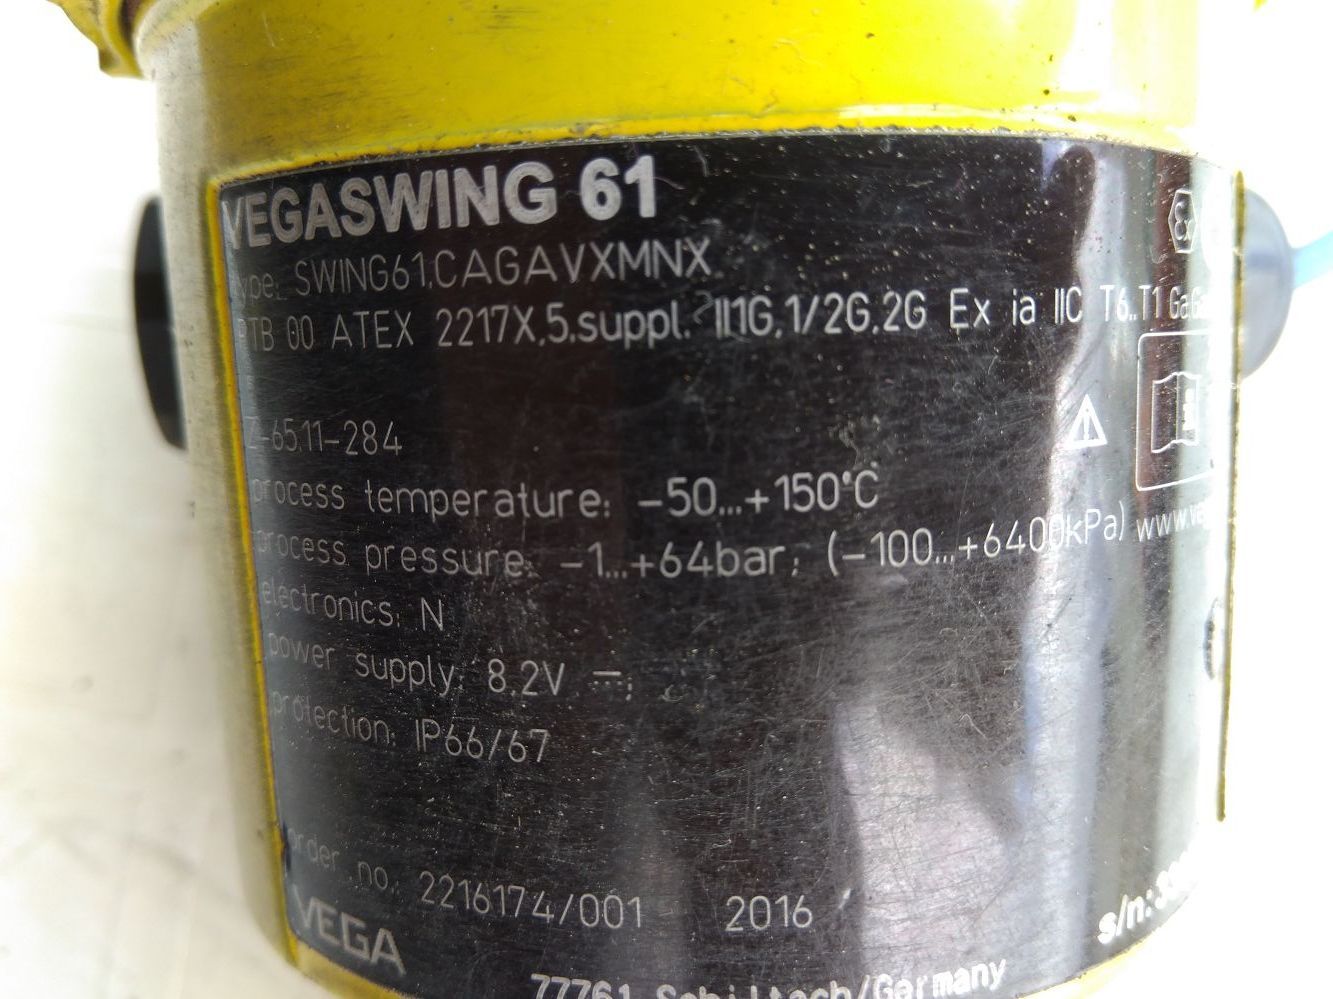 VEGASWING 61
type: SWING61.CAGAVXMNX
PTB 00 ATEX 2217X,5.suppl. II1G,1/2G,2G Ex ia IIC T6..T1
Z-65.11-284
process temperature: -50...+150°C
process pressure: -1...+64bar; (-100...+6400kPa)
electronics: N
power supply: 8.2V ⎓;
protection: IP66/67
order no.: 2216174/001 2016
s/n:
VEGA
77761 Schiltach/Germany